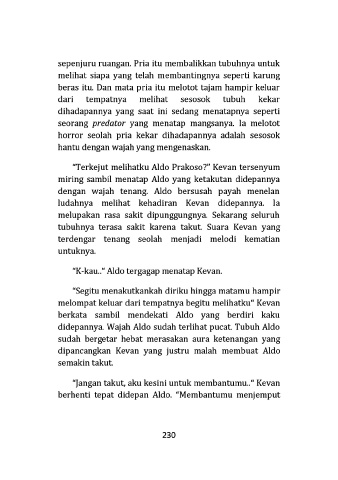 sepenjuru ruangan. Pria itu membalikkan tubuhnya untuk
melihat siapa yang telah membantingnya seperti karung
beras itu. Dan mata pria itu melotot tajam hampir keluar
dari tempatnya melihat sesosok tubuh kekar
dihadapannya yang saat ini sedang menatapnya seperti
seorang predator yang menatap mangsanya. Ia melotot
horror seolah pria kekar dihadapannya adalah sesosok
hantu dengan wajah yang mengenaskan.
"Terkejut melihatku Aldo Prakoso?" Kevan tersenyum
miring sambil menatap Aldo yang ketakutan didepannya
dengan wajah tenang. Aldo bersusah payah menelan
ludahnya melihat kehadiran Kevan didepannya. Ia
melupakan rasa sakit dipunggungnya. Sekarang seluruh
tubuhnya terasa sakit karena takut. Suara Kevan yang
terdengar tenang seolah menjadi melodi kematian
untuknya.
"K-kau.." Aldo tergagap menatap Kevan.
"Segitu menakutkankah diriku hingga matamu hampir
melompat keluar dari tempatnya begitu melihatku" Kevan
berkata sambil mendekati Aldo yang berdiri kaku
didepannya. Wajah Aldo sudah terlihat pucat. Tubuh Aldo
sudah bergetar hebat merasakan aura ketenangan yang
dipancangkan Kevan yang justru malah membuat Aldo
semakin takut.
"Jangan takut, aku kesini untuk membantumu.." Kevan
berhenti tepat didepan Aldo. "Membantumu menjemput
230